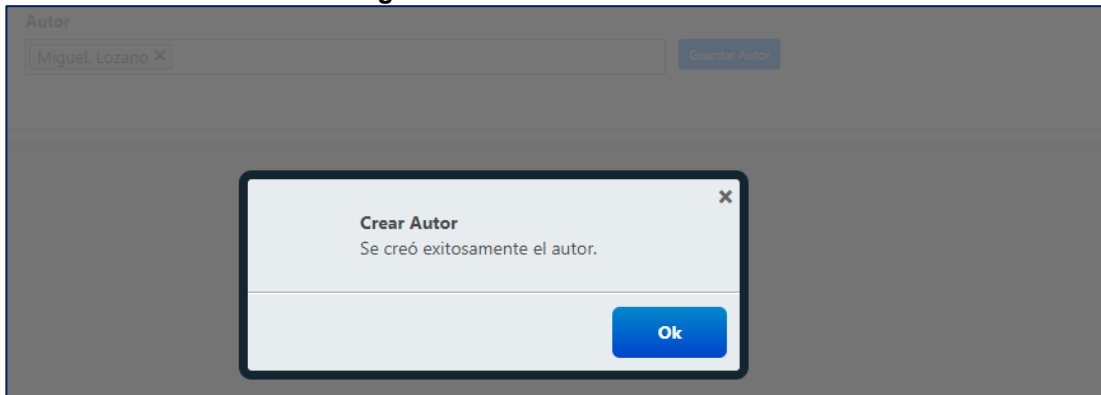 Autor
Miguel, Lozano ×
Guardar Autor
×
Crear Autor
Se creó exitosamente el autor.
Ok